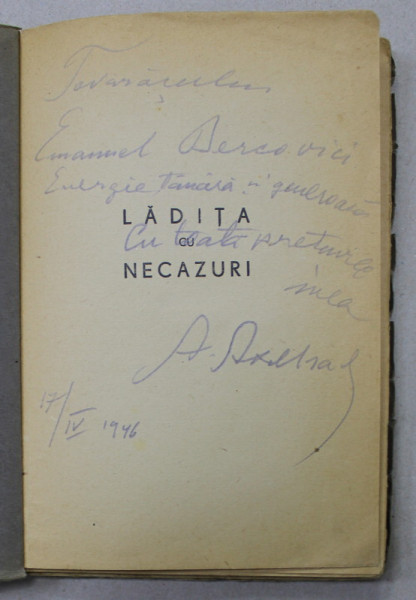 Tovarășului
Emanuel Bercovici
Energie tânără și generoasă
LĂDIȚA
CU
NECAZURI
Cu toată prețuirea
mea
A. Axelrad
17/IV 1946